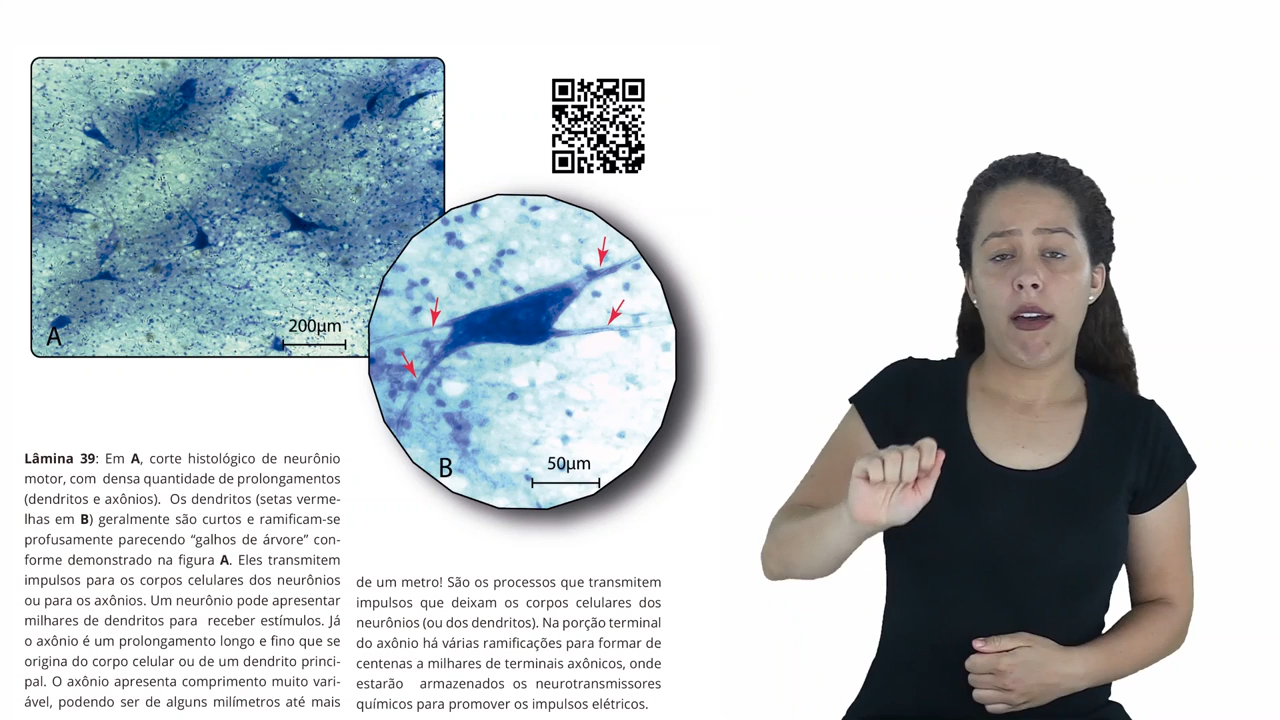 A
200µm
B
50µm
Lâmina 39: Em A, corte histológico de neurônio
motor, com densa quantidade de prolongamentos
(dendritos e axônios). Os dendritos (setas verme-
lhas em B) geralmente são curtos e ramificam-se
profusamente parecendo “galhos de árvore” con-
forme demonstrado na figura A. Eles transmitem
impulsos para os corpos celulares dos neurônios
ou para os axônios. Um neurônio pode apresentar
milhares de dendritos para receber estímulos. Já
o axônio é um prolongamento longo e fino que se
origina do corpo celular ou de um dendrito princi-
pal. O axônio apresenta comprimento muito vari-
ável, podendo ser de alguns milímetros até mais
de um metro! São os processos que transmitem
impulsos que deixam os corpos celulares dos
neurônios (ou dos dendritos). Na porção terminal
do axônio há várias ramificações para formar de
centenas a milhares de terminais axônicos, onde
estarão armazenados os neurotransmissores
químicos para promover os impulsos elétricos.